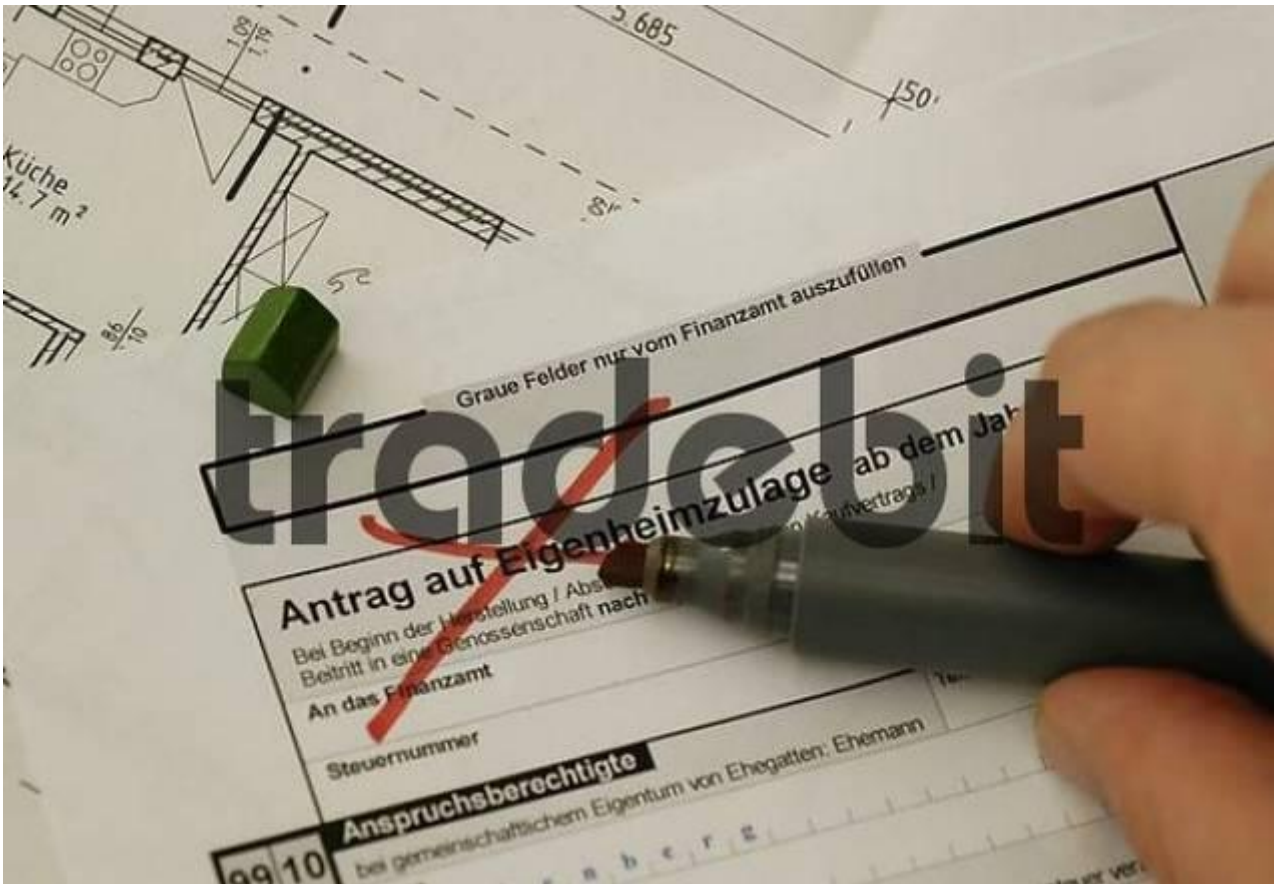 5.685
50
Küche
14.7 m²
Graue Felder nur vom Finanzamt auszufüllen
tradebit
Antrag auf Eigenheimzulage ab dem Jah
Bei Beginn der Herstellung / Abs Kaufvertrags /
Beitritt in eine Genossenschaft nach
An das Finanzamt
Steuernummer
Anspruchsberechtigte
99 10
bei gemeinschaftlichem Eigentum von Ehegatten: Ehemann
n b e r g